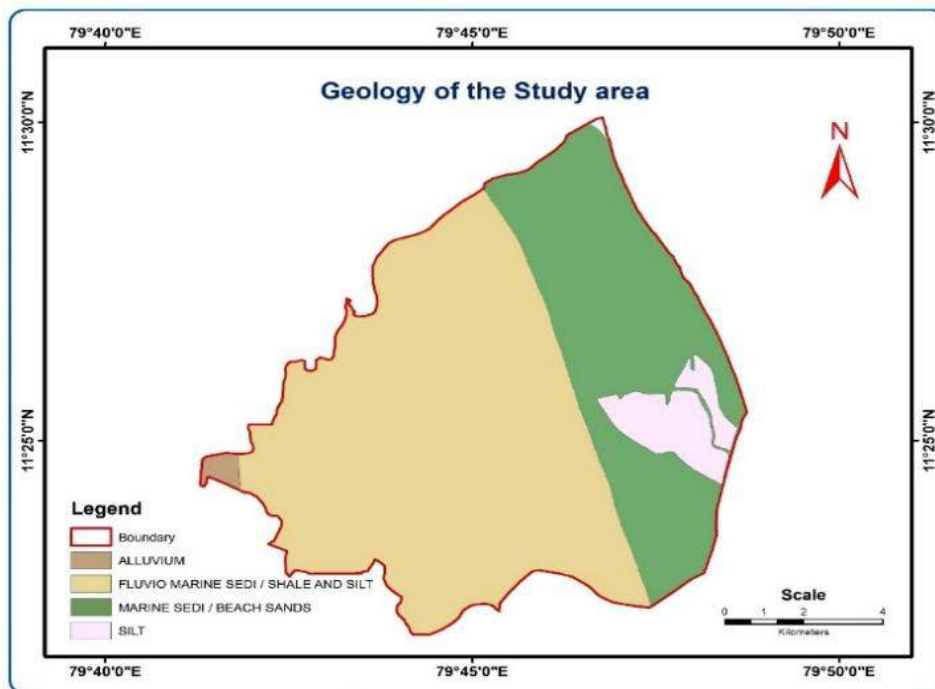 79°40'0"E 79°45'0"E 79°50'0"E
Geology of the Study area
11°30'0"N 11°30'0"N
N
11°25'0"N 11°25'0"N
Legend
Boundary
ALLUVIUM
FLUVIO MARINE SEDI / SHALE AND SILT
MARINE SEDI / BEACH SANDS
SILT
Scale
0 1 2 4
Kilometers
79°40'0"E 79°45'0"E 79°50'0"E